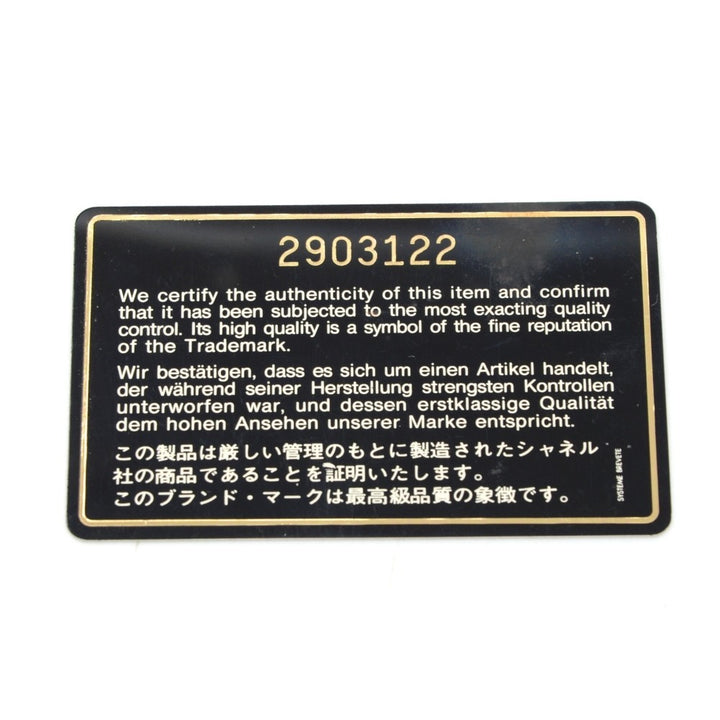 2903122
We certify the authenticity of this item and confirm
that it has been subjected to the most exacting quality
control. Its high quality is a symbol of the fine reputation
of the Trademark.
Wir bestätigen, dass es sich um einen Artikel handelt,
der während seiner Herstellung strengsten Kontrollen
unterworfen war, und dessen erstklassige Qualität
dem hohen Ansehen unserer Marke entspricht.
この製品は厳しい管理のもとに製造されたシャネル
社の商品であることを証明いたします。
このブランド・マークは最高級品質の象徴です。
SYSTEME BREVETE